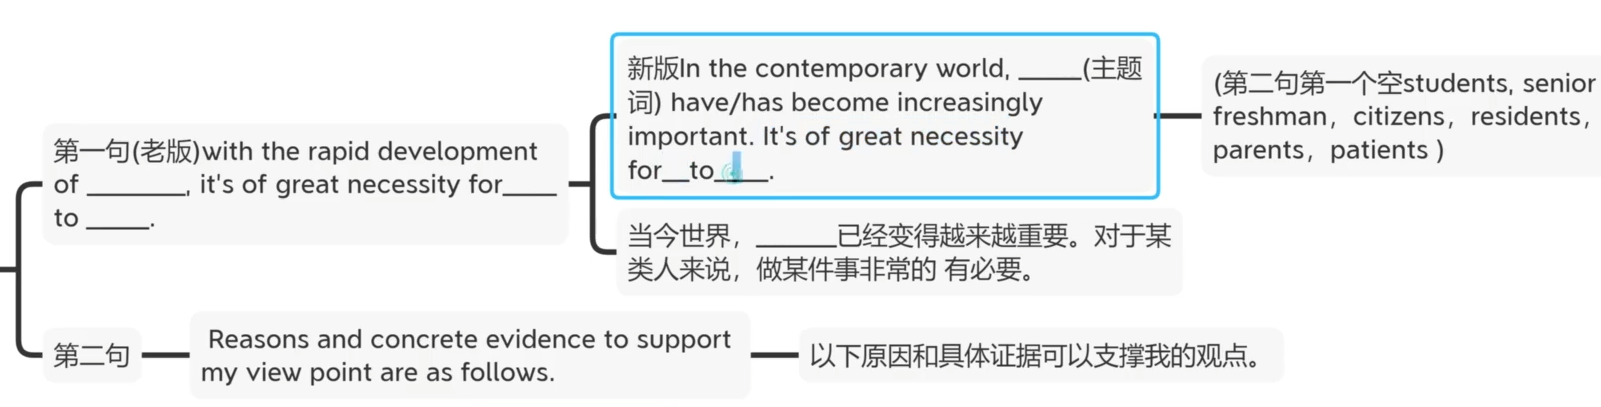 第一句(老版)with the rapid development
of ________, it's of great necessity for____
to _____.
新版In the contemporary world, _____(主题
词) have/has become increasingly
important. It's of great necessity
for__to____.
(第二句第一个空students, senior
freshman，citizens，residents，
parents，patients )
当今世界，______已经变得越来越重要。对于某
类人来说，做某件事非常的 有必要。
第二句
Reasons and concrete evidence to support
my view point are as follows.
以下原因和具体证据可以支撑我的观点。